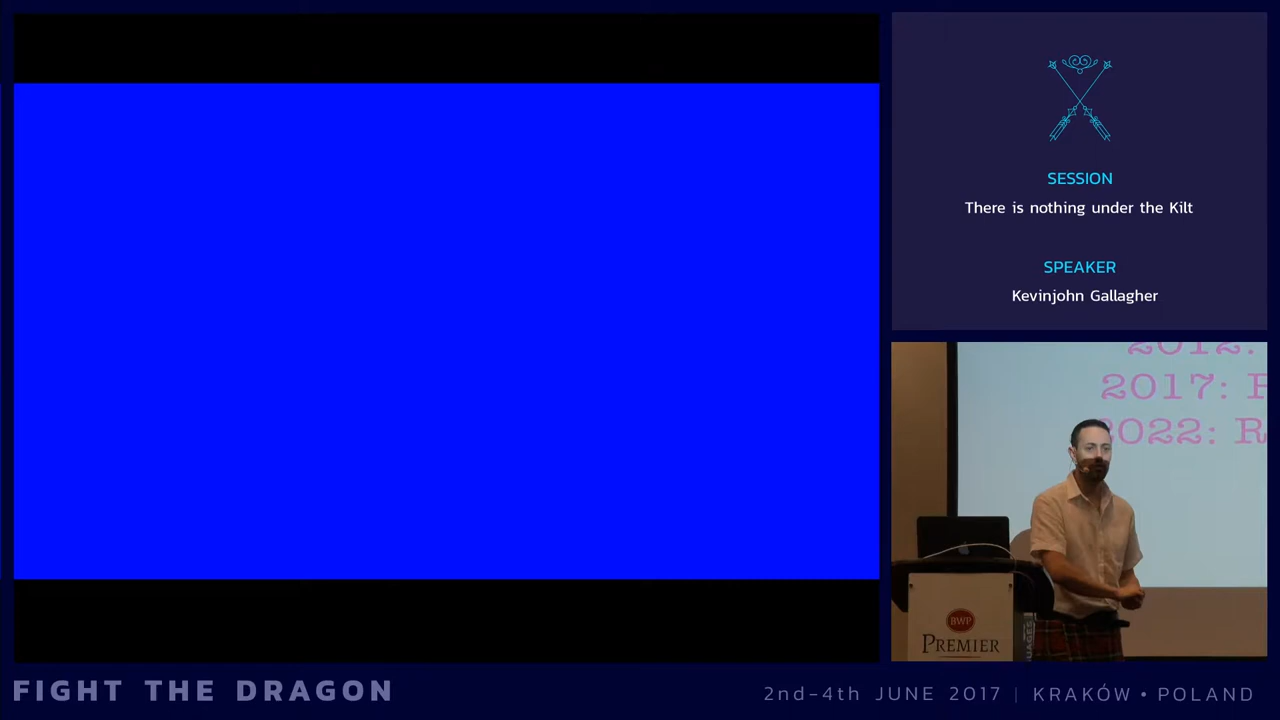 SESSION
There is nothing under the Kilt
SPEAKER
Kevinjohn Gallagher
2012:
2017:
2022: R
BWP
PREMIER
FIGHT THE DRAGON
2nd-4th JUNE 2017 | KRAKÓW • POLAND